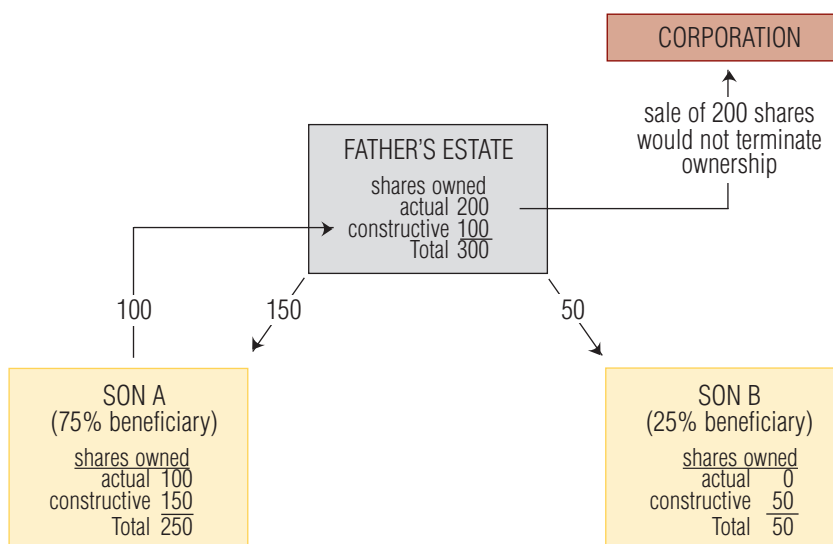 CORPORATION
sale of 200 shares
would not terminate
ownership
FATHER'S ESTATE
shares owned
actual 200
constructive 100
Total 300
100
150
50
SON A
(75% beneficiary)
shares owned
actual 100
constructive 150
Total 250
SON B
(25% beneficiary)
shares owned
actual 0
constructive 50
Total 50